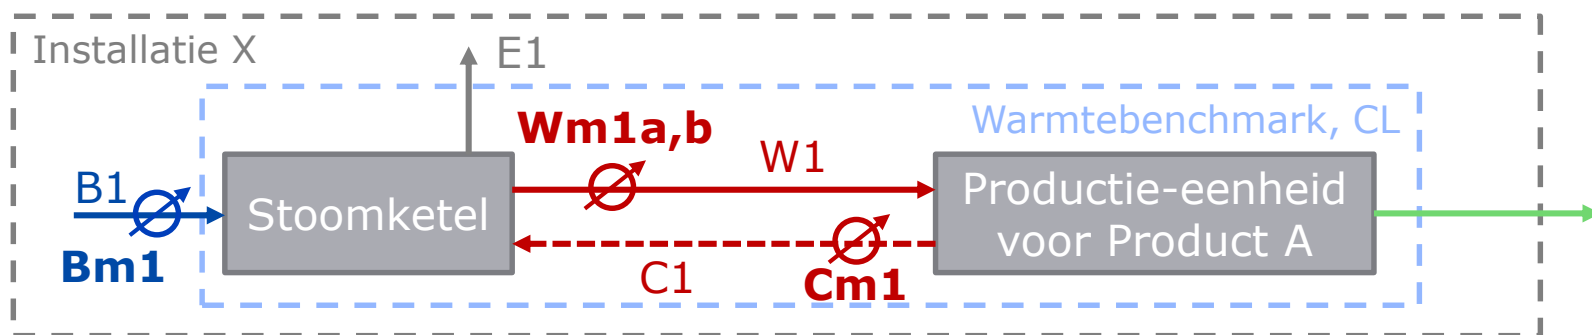 Installatie X
E1
Warmtebenchmark, CL
Wm1a,b
W1
B1
Bm1
Stoomketel
Productie-eenheid
voor Product A
C1
Cm1